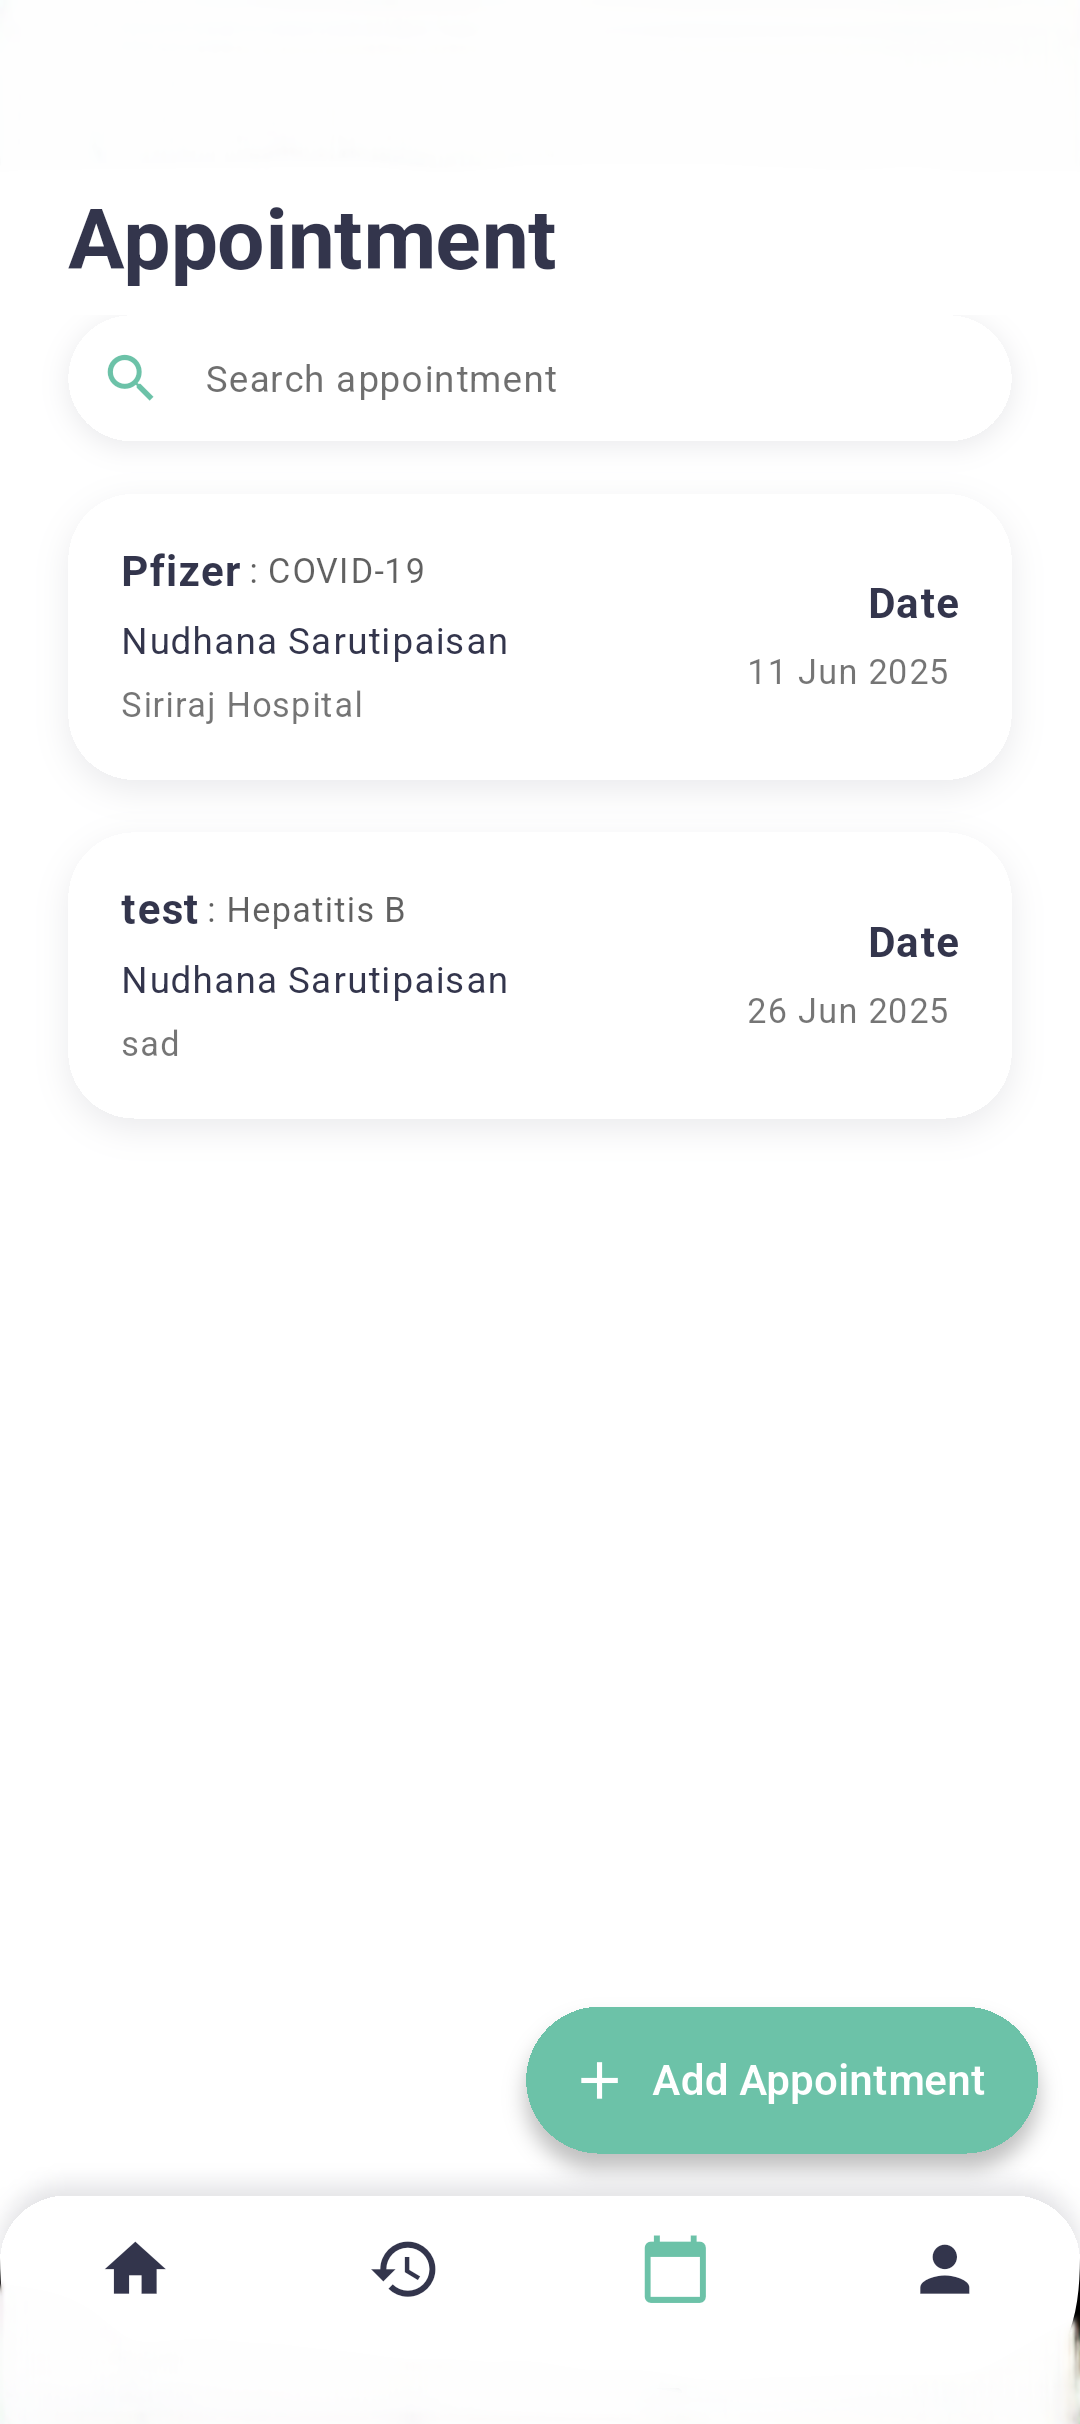 Appointment
Search appointment
Pfizer : COVID-19
Nudhana Sarutipaisan
Siriraj Hospital
Date
11 Jun 2025
test : Hepatitis B
Nudhana Sarutipaisan
sad
Date
26 Jun 2025
Add Appointment